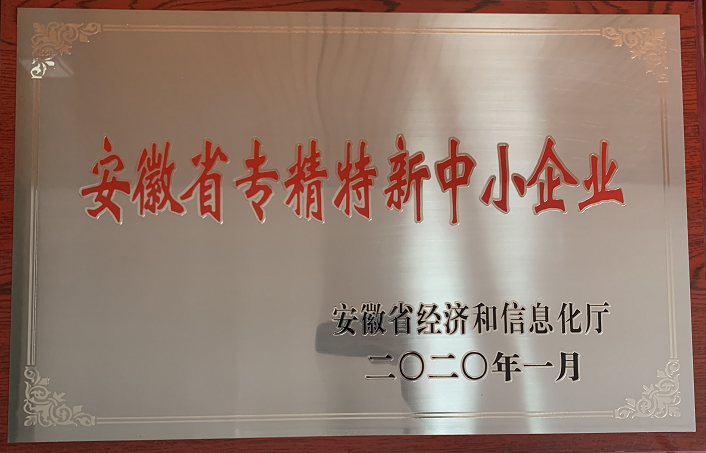 安徽省专精特新中小企业
安徽省经济和信息化厅
二〇二〇年一月